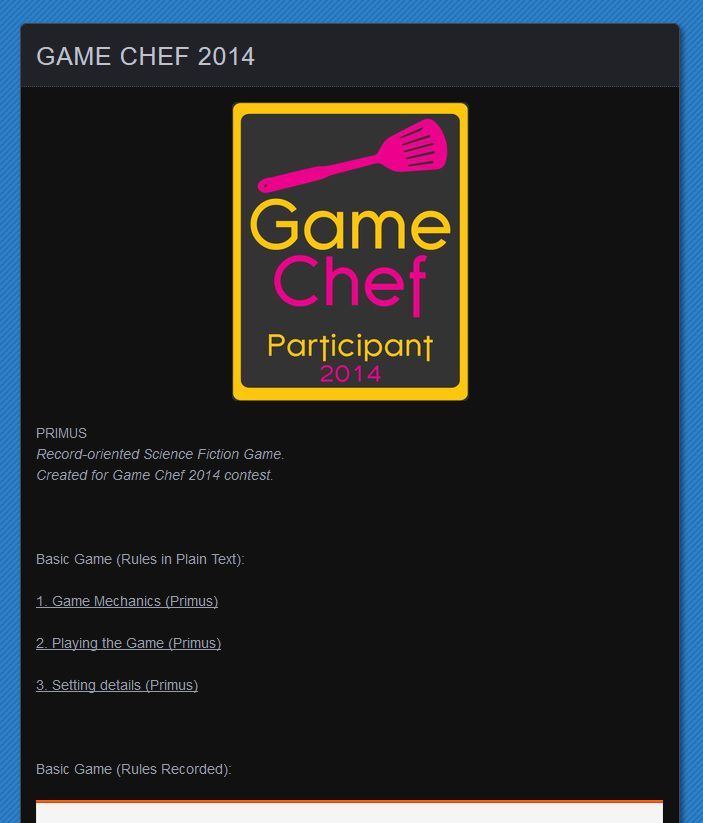 GAME CHEF 2014
Game
Chef
Participant
2014
PRIMUS
Record-oriented Science Fiction Game.
Created for Game Chef 2014 contest.
Basic Game (Rules in Plain Text):
1. Game Mechanics (Primus)
2. Playing the Game (Primus)
3. Setting details (Primus)
Basic Game (Rules Recorded):